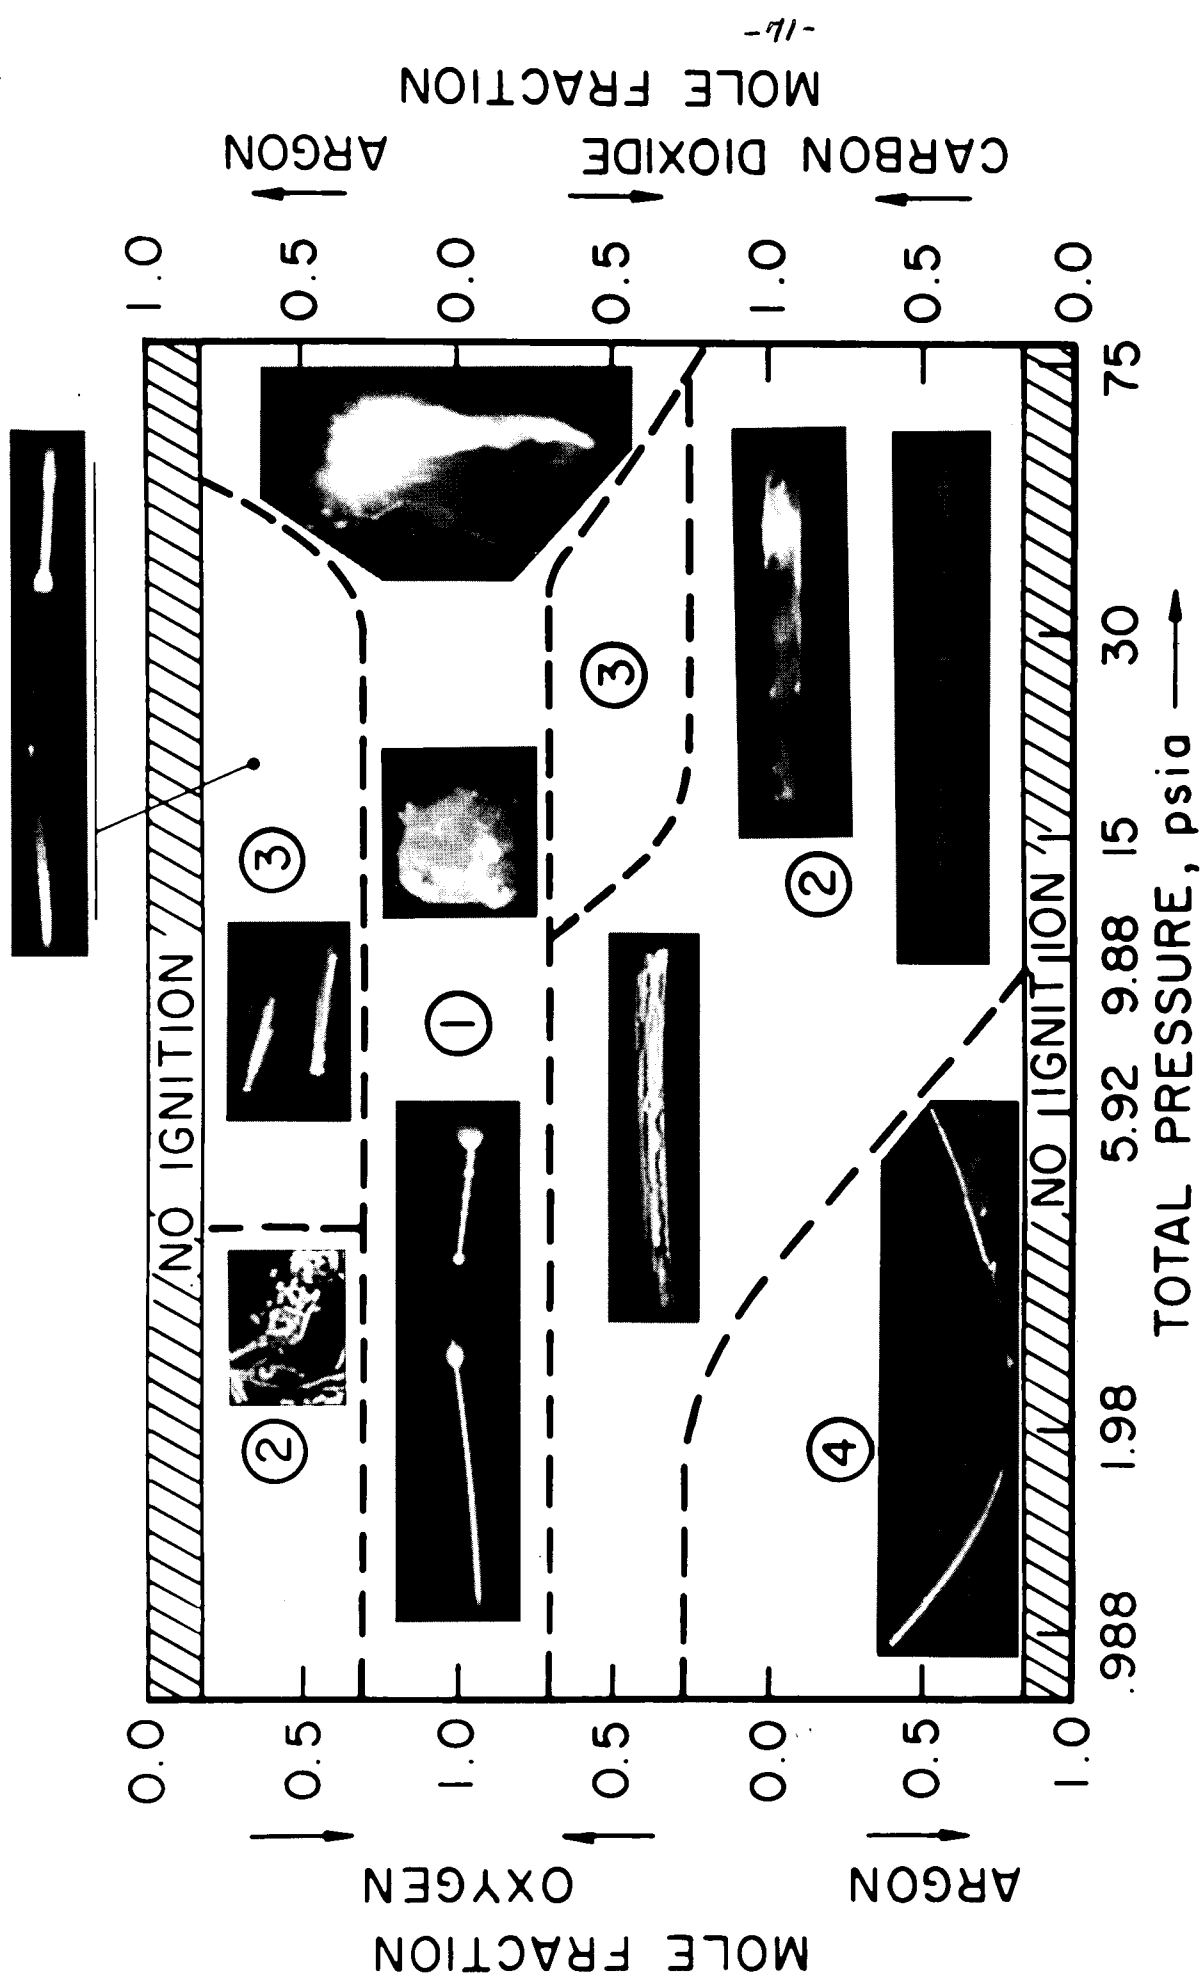 -71-
MOLE FRACTION
ARGON
CARBON DIOXIDE
1.0
0.5
0.0
0.5
1.0
0.5
0.0
NO IGNITION
3
2
1
3
2
4
NO IGNITION
0.0
0.5
1.0
0.5
0.0
0.5
1.0
OXYGEN
ARGON
MOLE FRACTION
.988 1.98 5.92 9.88 15 30 75
TOTAL PRESSURE, psia